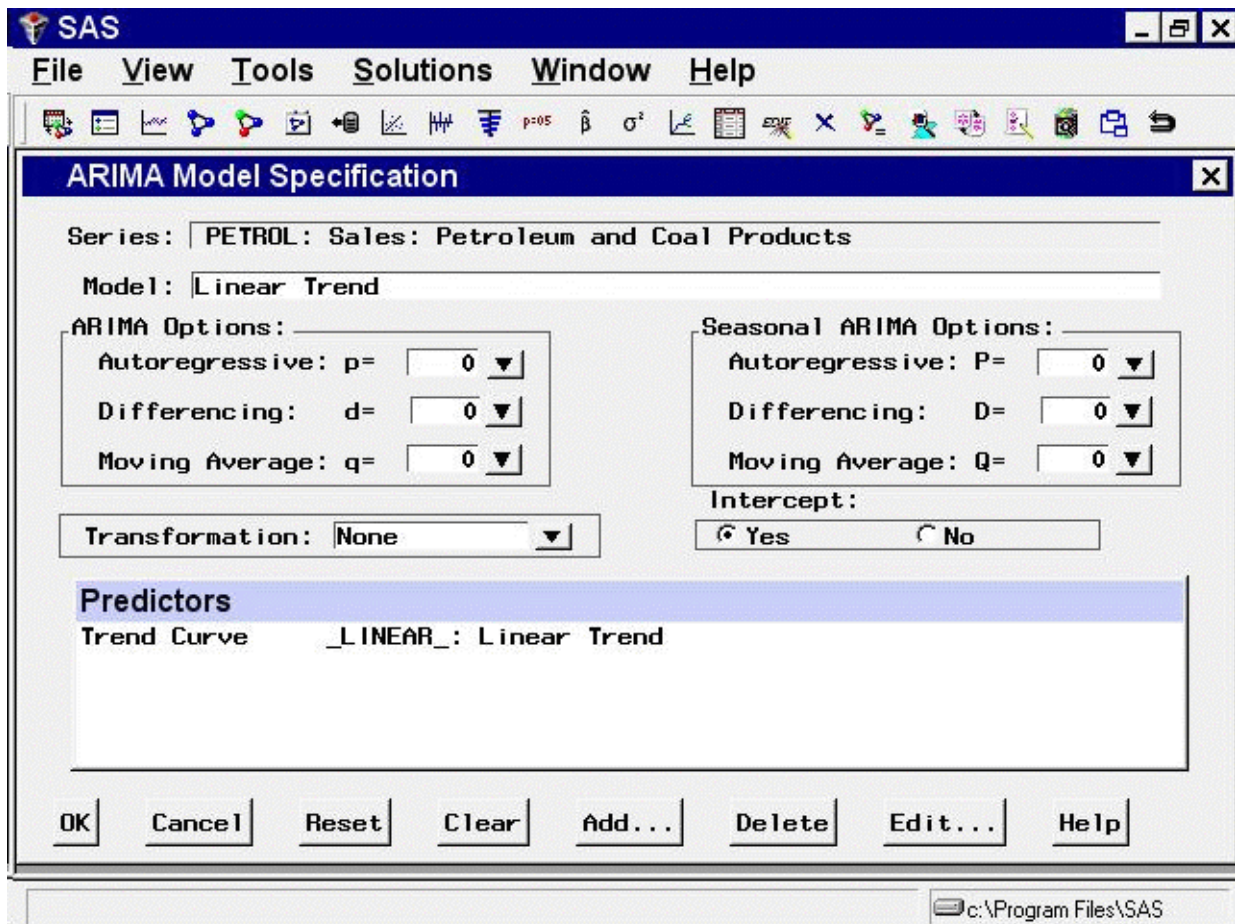 SAS
File View Tools Solutions Window Help
p=05 β̂ σ² EDIT
ARIMA Model Specification
Series: PETROL: Sales: Petroleum and Coal Products
Model: Linear Trend
ARIMA Options:
Autoregressive: p= 0
Differencing: d= 0
Moving Average: q= 0
Seasonal ARIMA Options:
Autoregressive: P= 0
Differencing: D= 0
Moving Average: Q= 0
Transformation: None
Intercept:
Yes No
Predictors
Trend Curve _LINEAR_: Linear Trend
OK Cancel Reset Clear Add... Delete Edit... Help
c:\Program Files\SAS